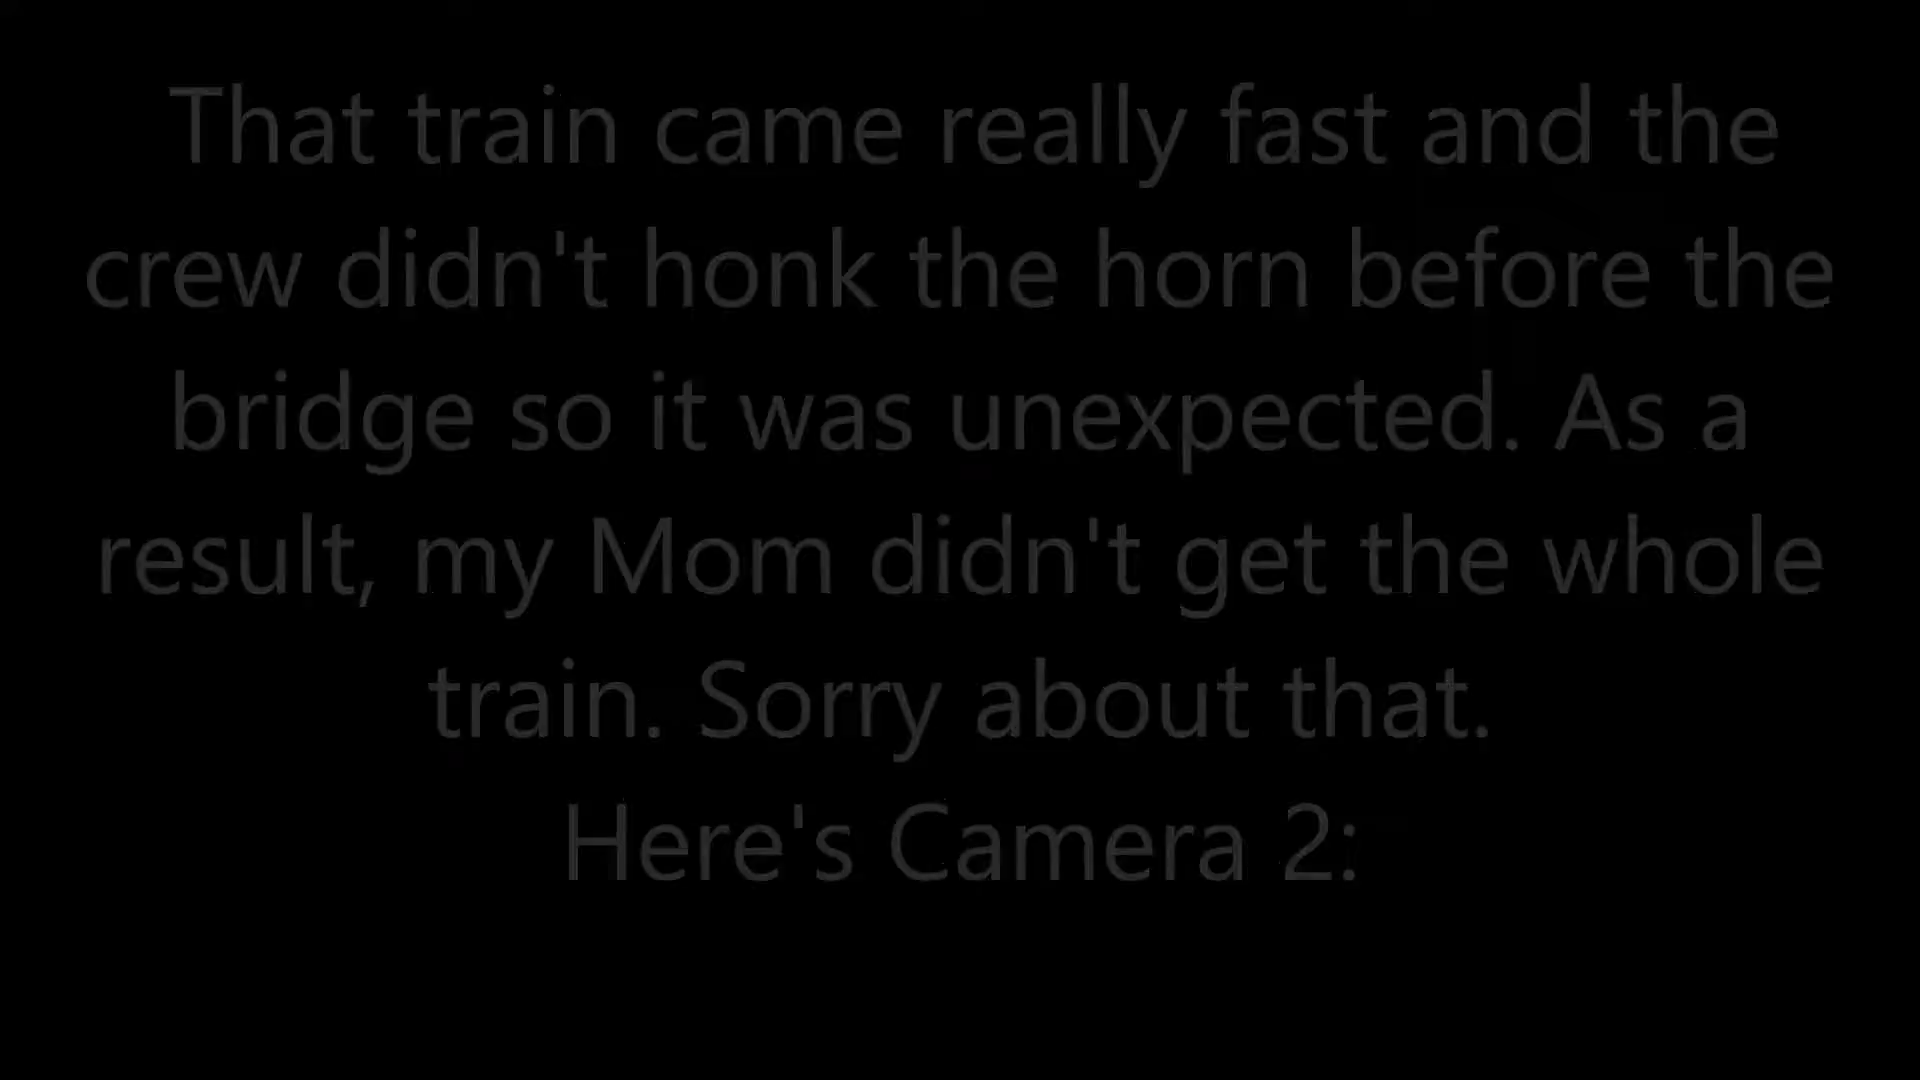 That train came really fast and the
crew didn't honk the horn before the
bridge so it was unexpected. As a
result, my Mom didn't get the whole
train. Sorry about that.
Here's Camera 2: